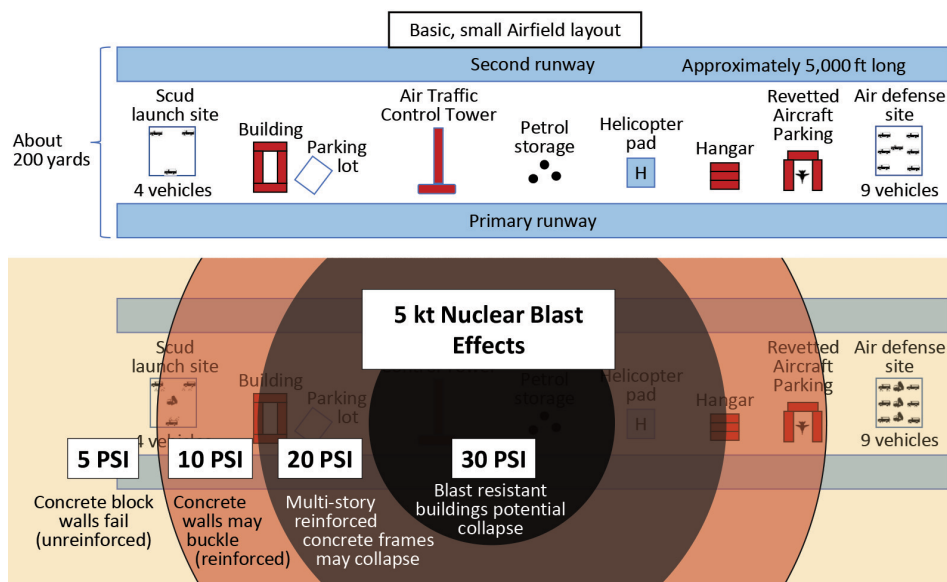 Basic, small Airfield layout
Second runway
Approximately 5,000 ft long
About
200 yards
Scud
launch site
4 vehicles
Building
Parking
lot
Air Traffic
Control Tower
Petrol
storage
Helicopter
pad
H
Hangar
Revetted
Aircraft
Parking
Air defense
site
9 vehicles
Primary runway
5 kt Nuclear Blast
Effects
Scud
launch site
4 vehicles
Building
Parking
lot
Petrol
storage
Helicopter
pad
H
Hangar
Revetted
Aircraft
Parking
Air defense
site
9 vehicles
5 PSI
Concrete block
walls fail
(unreinforced)
10 PSI
Concrete
walls may
buckle
(reinforced)
20 PSI
Multi-story
reinforced
concrete frames
may collapse
30 PSI
Blast resistant
buildings potential
collapse